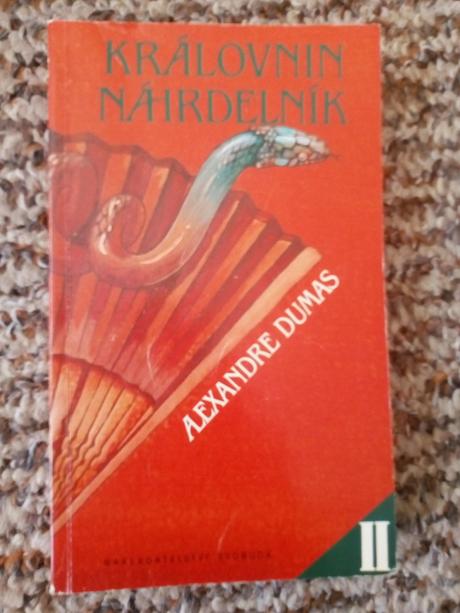 KRÁLOVNIN
NÁHRDELNÍK
ALEXANDRE DUMAS
NAKLADATELSTVÍ SVOBODA
II